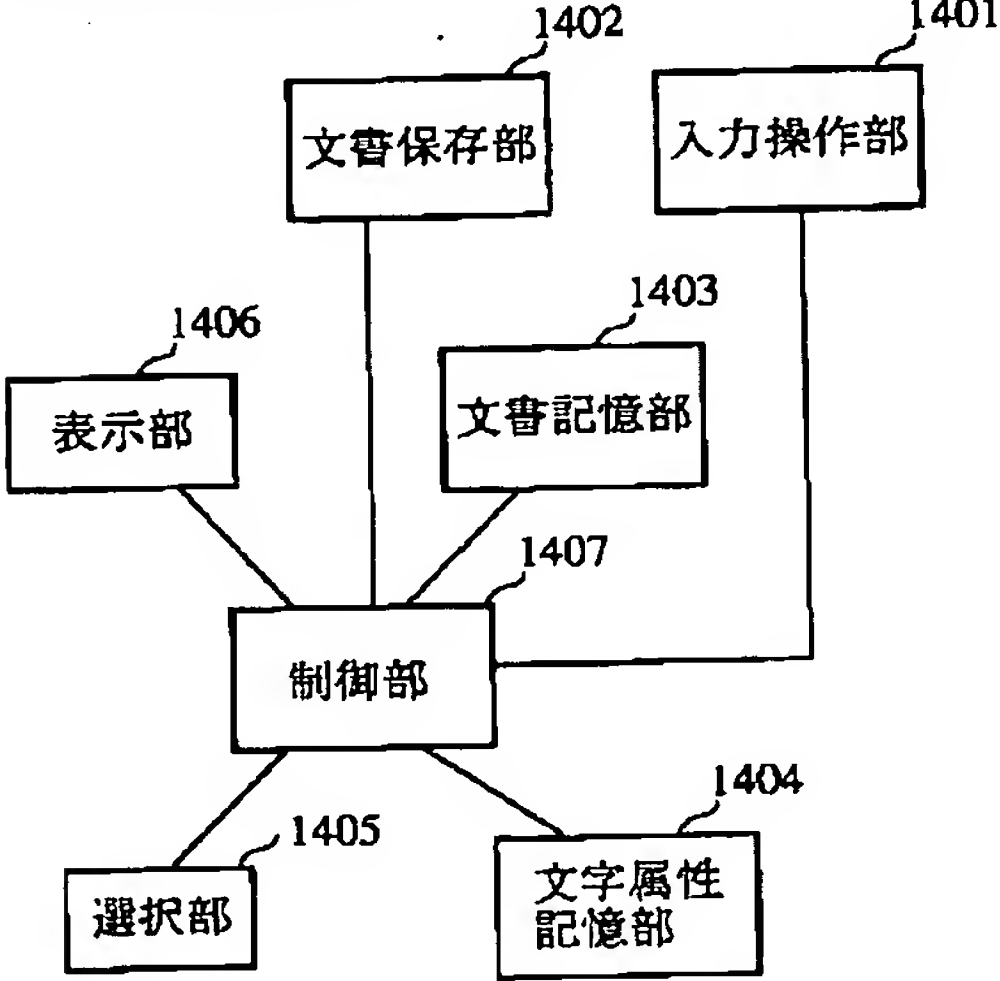 1402
1401
文書保存部
入力操作部
1403
1406
文書記憶部
表示部
1407
制御部
1404
1405
文字属性
記憶部
選択部